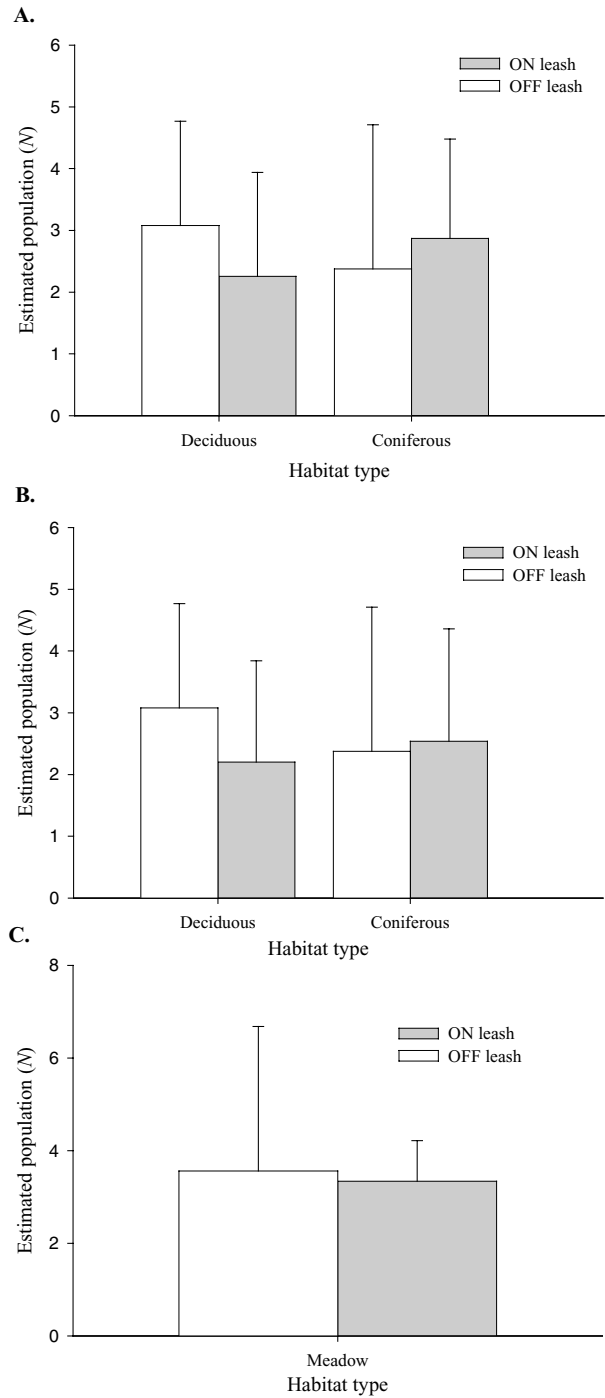 A.
6
ON leash
OFF leash
5
4
3
2
1
0
Estimated population (N)
Deciduous Coniferous
Habitat type
B.
6
ON leash
OFF leash
5
4
3
2
1
0
Estimated population (N)
Deciduous Coniferous
Habitat type
C.
8
ON leash
OFF leash
6
4
2
0
Estimated population (N)
Meadow
Habitat type